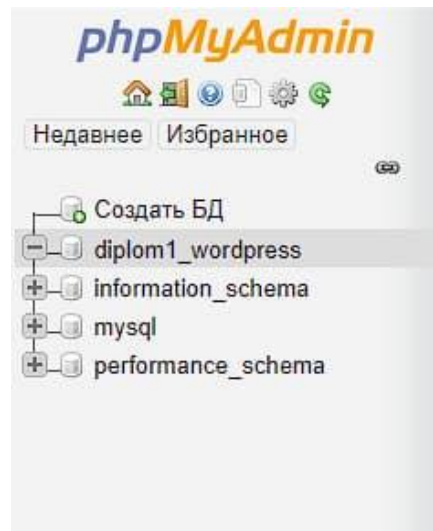 phpMyAdmin
Недавнее Избранное
Создать БД
diplom1_wordpress
information_schema
mysql
performance_schema